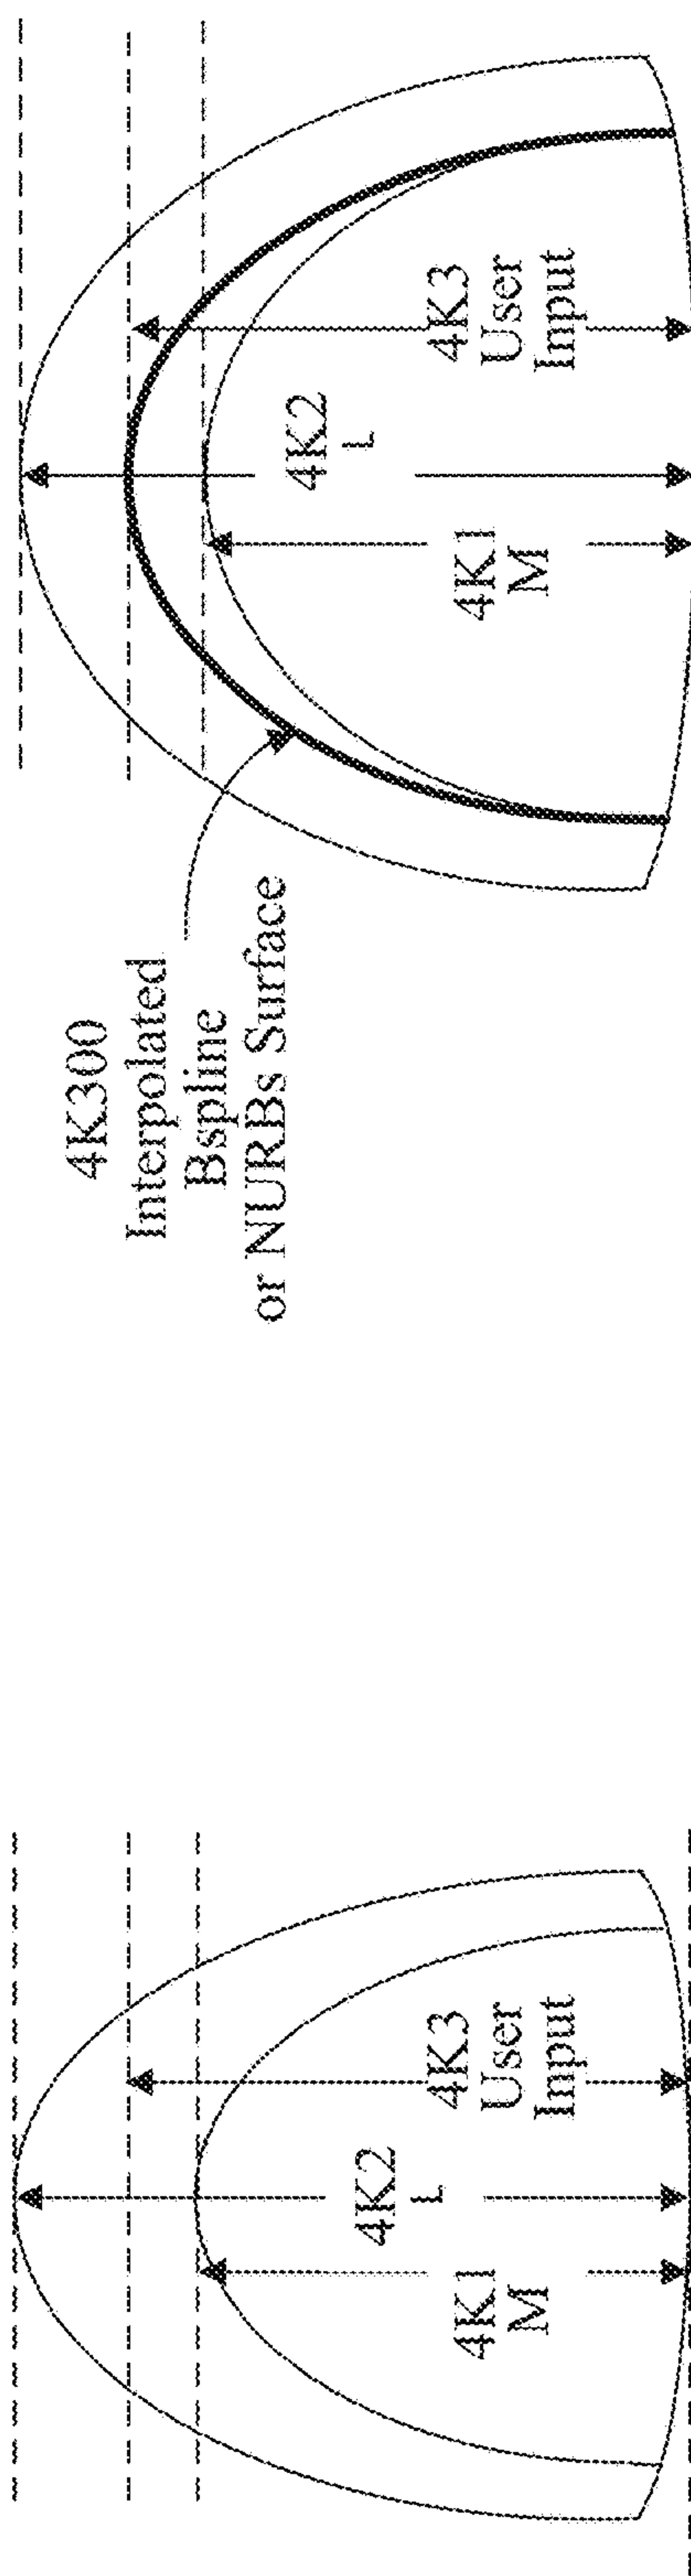 4K1
M
4K2
L
4K3
User
Input
4K300
Interpolated
Bspline
or NURBs Surface
4K1
M
4K2
L
4K3
User
Input